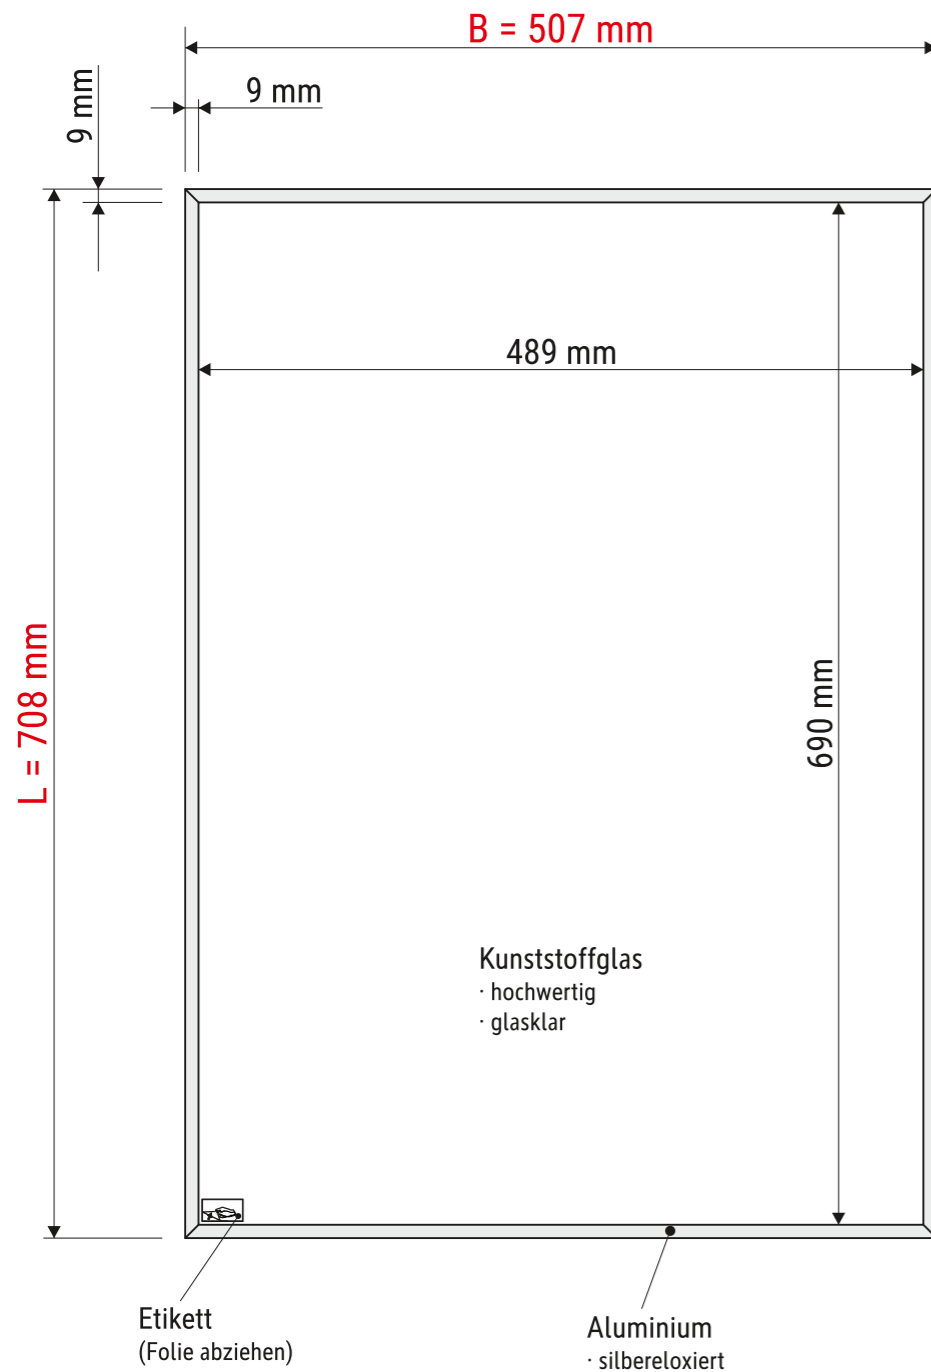 B = 507 mm
9 mm
9 mm
489 mm
L = 708 mm
690 mm
Kunststoffglas
· hochwertig
· glasklar
Etikett
(Folie abziehen)
Aluminium
· silbereloxiert